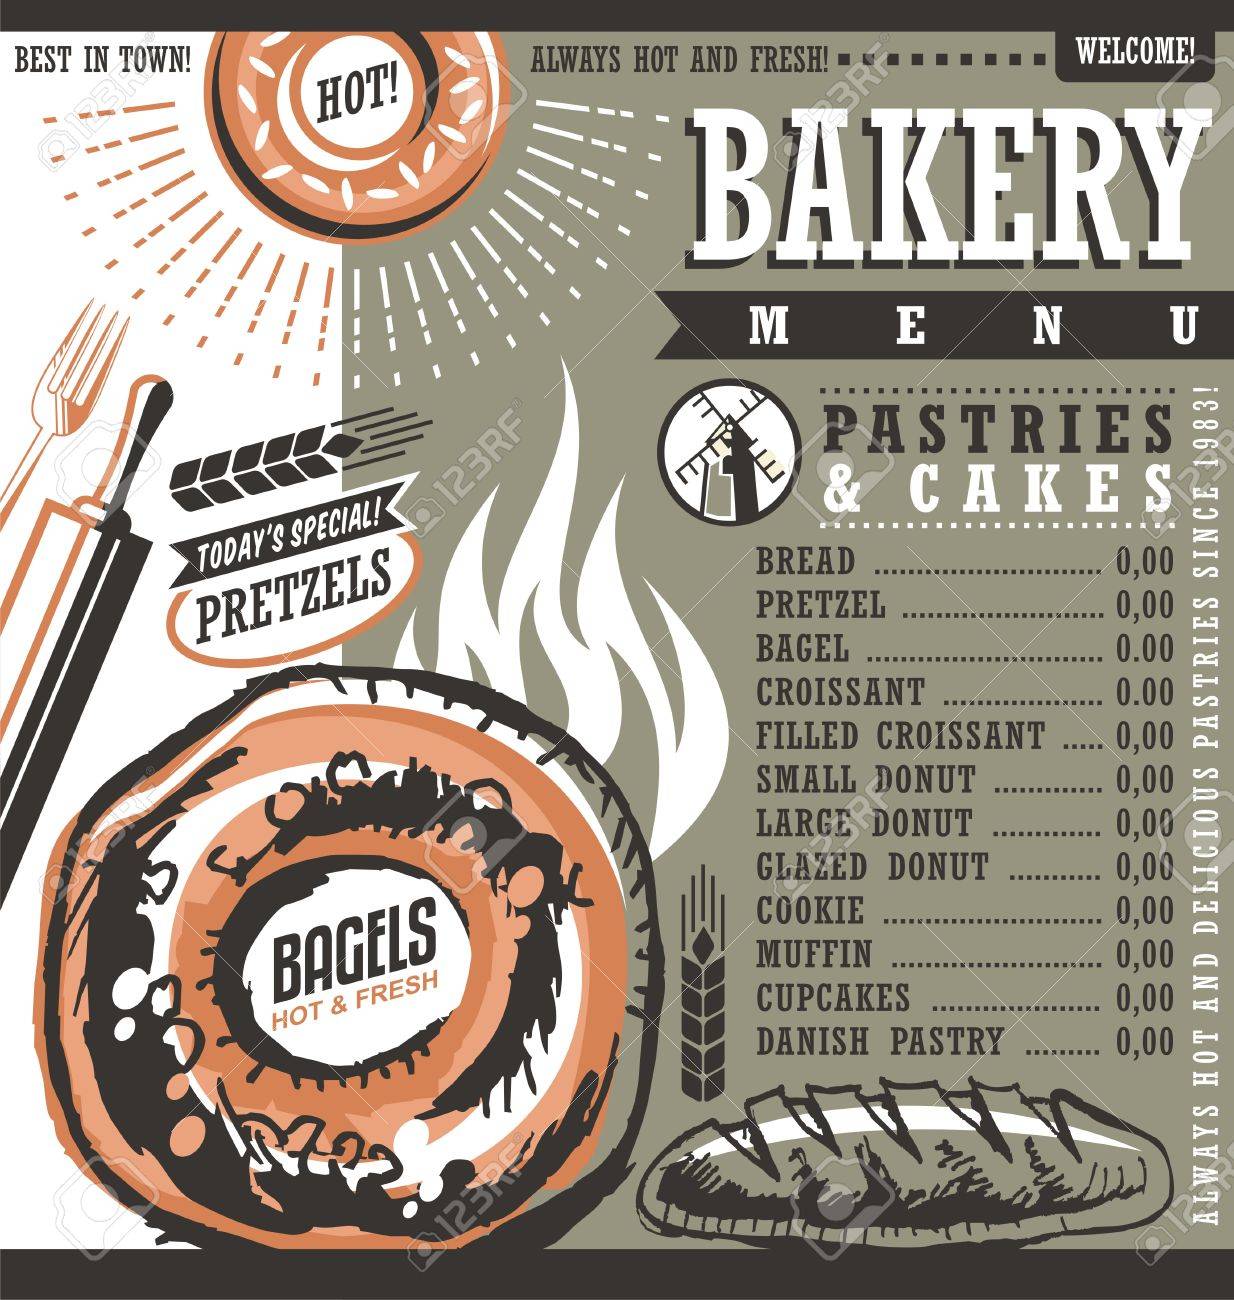 BEST IN TOWN!
HOT!
ALWAYS HOT AND FRESH!
WELCOME!
BAKERY
MENU
PASTRIES
& CAKES
TODAY'S SPECIAL!
PRETZELS
BREAD ........................... 0,00
PRETZEL ........................ 0,00
BAGEL ............................ 0.00
CROISSANT ................... 0.00
FILLED CROISSANT ..... 0,00
SMALL DONUT ............. 0,00
LARGE DONUT ............. 0,00
GLAZED DONUT ........... 0,00
COOKIE .......................... 0,00
MUFFIN ......................... 0,00
CUPCAKES .................... 0,00
DANISH PASTRY ......... 0,00
BAGELS
HOT & FRESH
ALWAYS HOT AND DELICIOUS PASTRIES SINCE 1983!
123RF